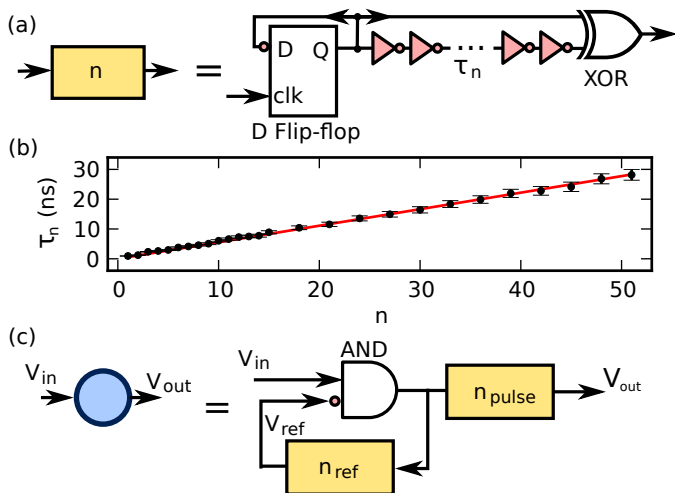 (a)
n
=
D Q
clk
D Flip-flop
...
τn
XOR
(b)
τn (ns)
30
20
10
0
0 10 20 30 40 50
n
(c)
Vin
Vout
=
Vin
AND
Vref
nref
npulse
Vout